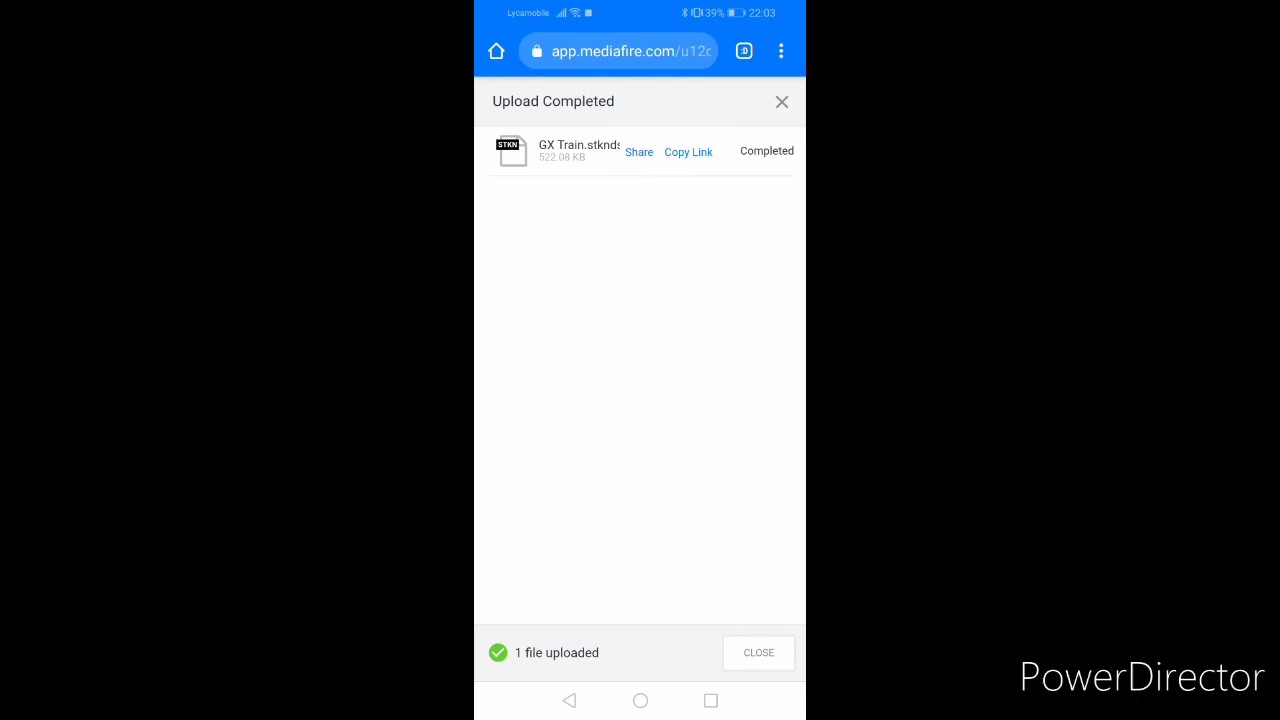 Lycamobile 39% 22:03
app.mediafire.com/u12c
:D
Upload Completed
STKN GX Train.stknds Share Copy Link Completed
522.08 KB
1 file uploaded CLOSE
PowerDirector